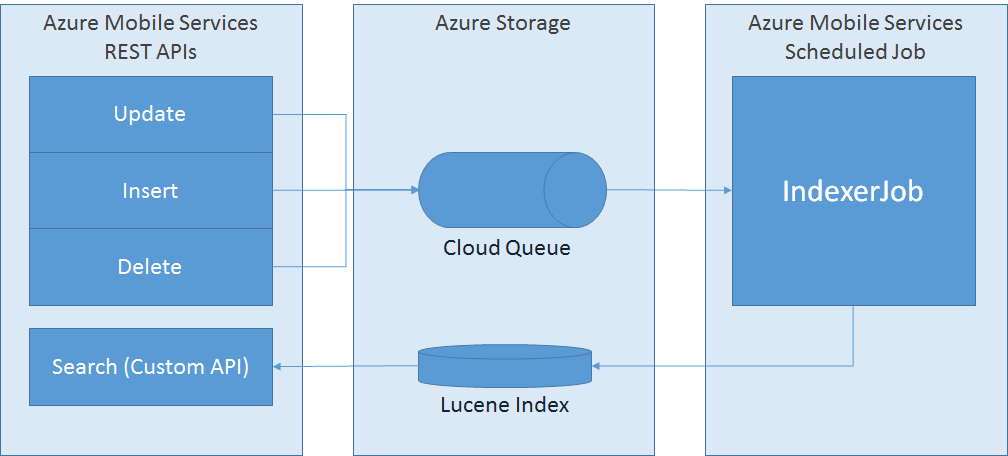 Azure Mobile Services
REST APIs
Update
Insert
Delete
Search (Custom API)
Azure Storage
Cloud Queue
Lucene Index
Azure Mobile Services
Scheduled Job
IndexerJob